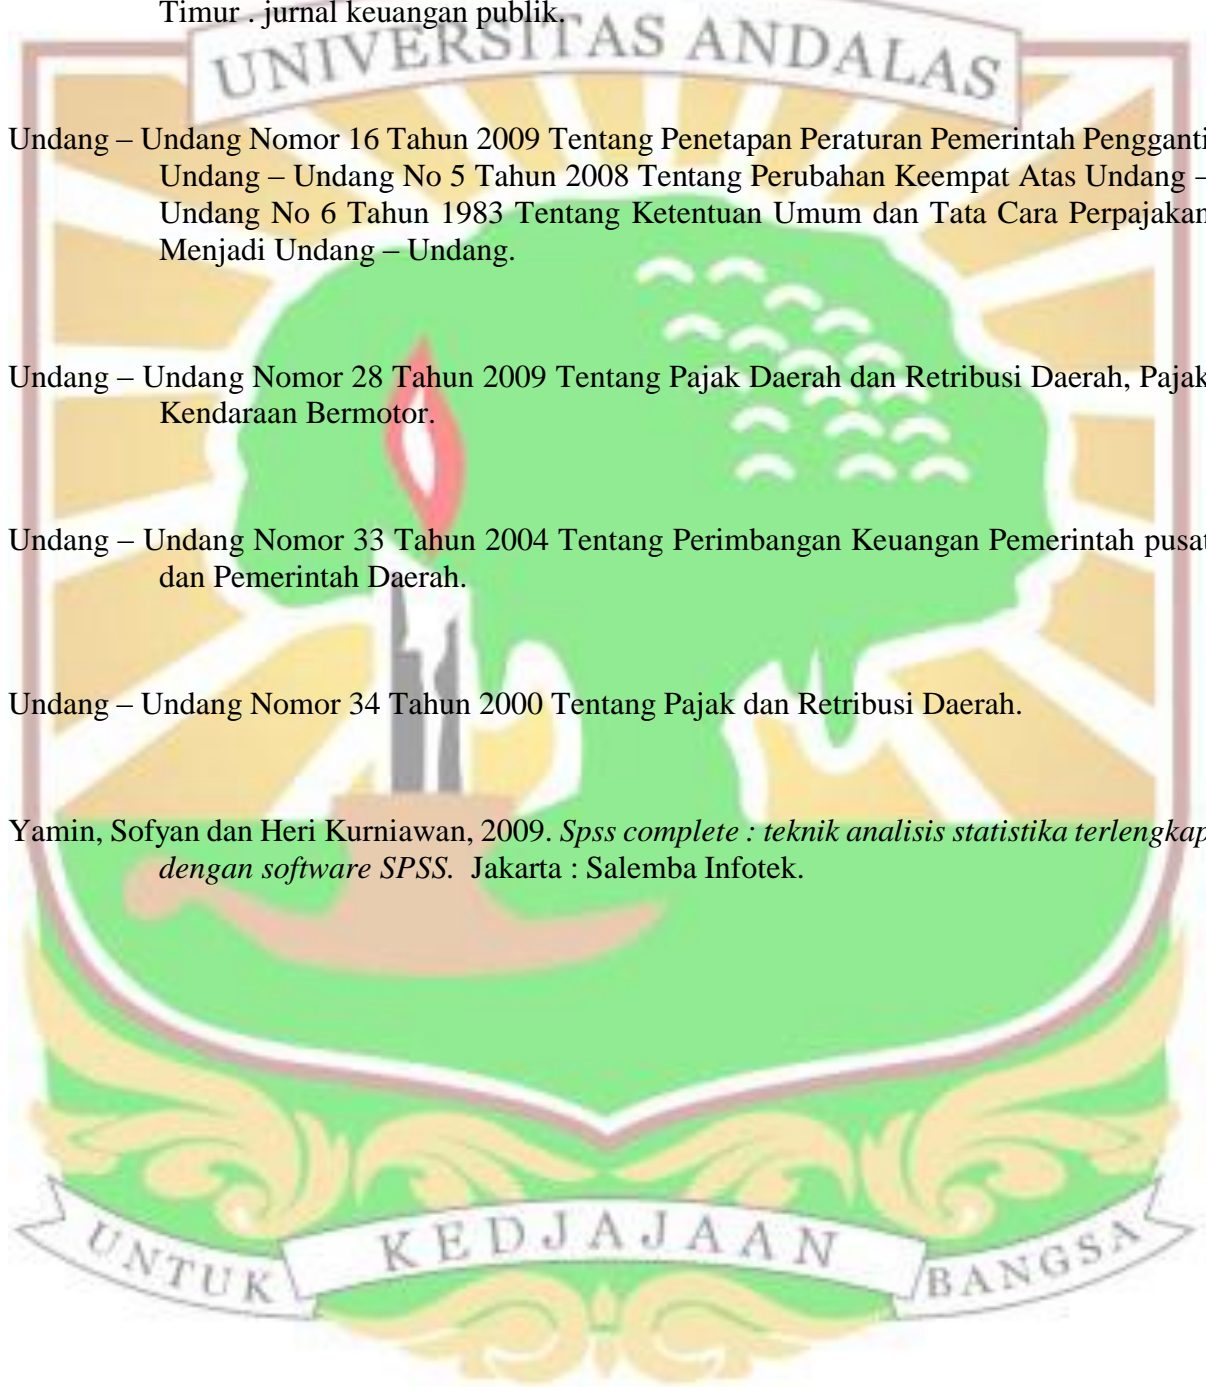 Timur . jurnal keuangan publik.
UNIVERSITAS ANDALAS
Undang – Undang Nomor 16 Tahun 2009 Tentang Penetapan Peraturan Pemerintah Pengganti
Undang – Undang No 5 Tahun 2008 Tentang Perubahan Keempat Atas Undang –
Undang No 6 Tahun 1983 Tentang Ketentuan Umum dan Tata Cara Perpajakan
Menjadi Undang – Undang.
Undang – Undang Nomor 28 Tahun 2009 Tentang Pajak Daerah dan Retribusi Daerah, Pajak
Kendaraan Bermotor.
Undang – Undang Nomor 33 Tahun 2004 Tentang Perimbangan Keuangan Pemerintah pusat
dan Pemerintah Daerah.
Undang – Undang Nomor 34 Tahun 2000 Tentang Pajak dan Retribusi Daerah.
Yamin, Sofyan dan Heri Kurniawan, 2009. Spss complete : teknik analisis statistika terlengkap
dengan software SPSS. Jakarta : Salemba Infotek.
UNTUK KEDJAJAAN BANGSA